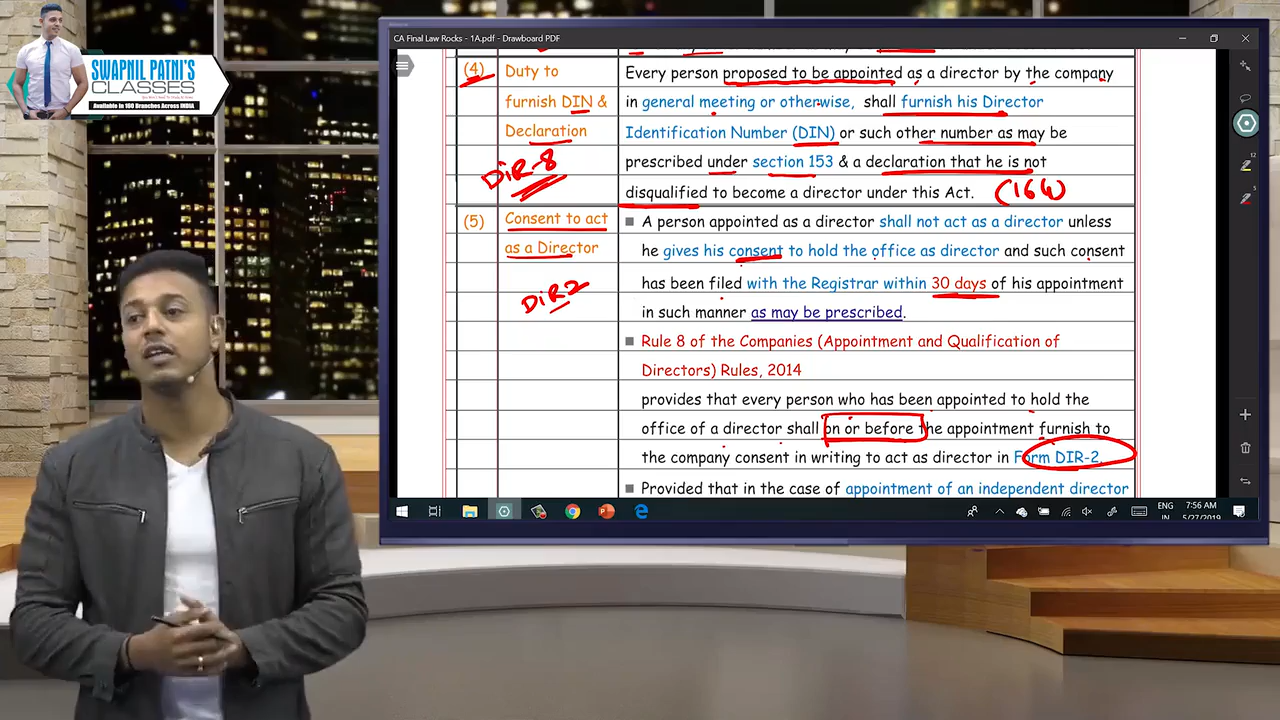 SWAPNIL PATNI'S
CLASSES
Available in 100 Branches Across INDIA
CA Final Law Rocks - 1A.pdf - Drawboard PDF
(4) Duty to furnish DIN & Declaration
DIR-8
Every person proposed to be appointed as a director by the company
in general meeting or otherwise, shall furnish his Director
Identification Number (DIN) or such other number as may be
prescribed under section 153 & a declaration that he is not
disqualified to become a director under this Act. (164)
(5) Consent to act as a Director
DIR2
■ A person appointed as a director shall not act as a director unless
he gives his consent to hold the office as director and such consent
has been filed with the Registrar within 30 days of his appointment
in such manner as may be prescribed.
■ Rule 8 of the Companies (Appointment and Qualification of
Directors) Rules, 2014
provides that every person who has been appointed to hold the
office of a director shall on or before the appointment furnish to
the company consent in writing to act as director in Form DIR-2.
■ Provided that in the case of appointment of an independent director
ENG
IN
7:56 AM
5/27/2019